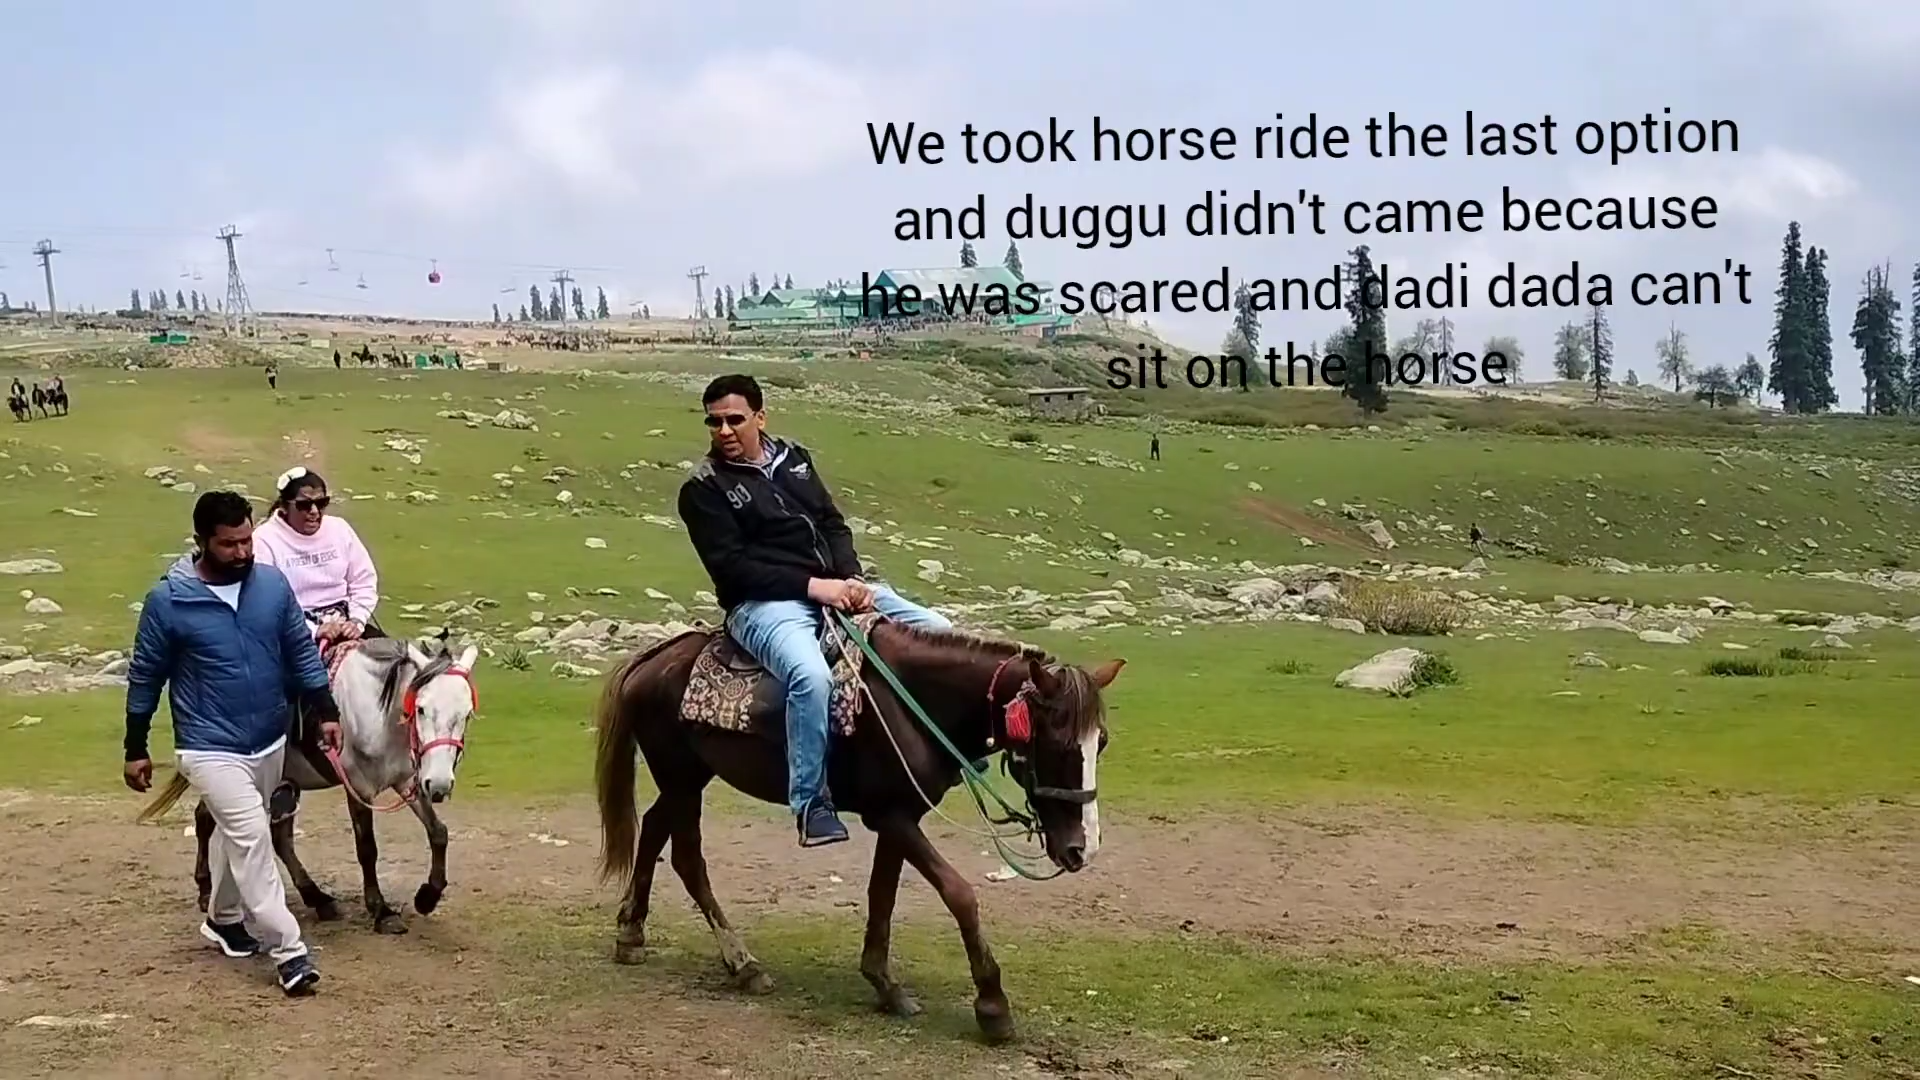 We took horse ride the last option
and duggu didn't came because
he was scared and dadi dada can't
sit on the horse
90